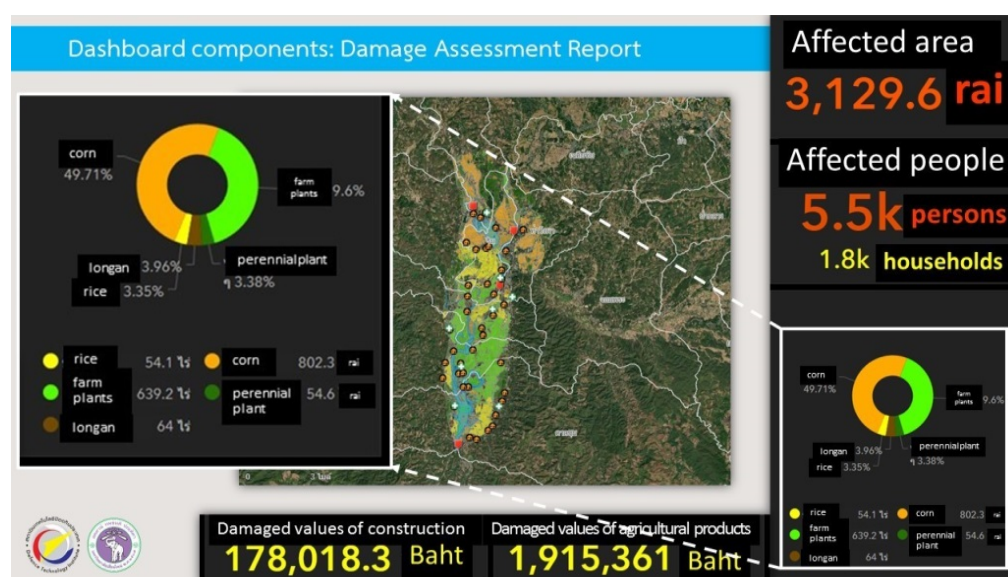 Dashboard components: Damage Assessment Report
Affected area
3,129.6 rai
Affected people
5.5k persons
1.8k households
corn
49.71%
farm
plants 9.6%
longan 3.96%
perennialplant
rice 3.35%
ๆ 3.38%
rice 54.1 ไร่
corn 802.3 rai
farm
plants 639.2 ไร่
perennial
plant 54.6 rai
longan 64 ไร่
corn
49.71%
farm
plants 9.6%
longan 3.96%
perennialplant
rice 3.35%
ๆ 3.38%
rice 54.1 ไร่
corn 802.3 rai
farm
plants 639.2 ไร่
perennial
plant 54.6 rai
longan 64 ไร่
Damaged values of construction
178,018.3 Baht
Damaged values of agricultural products
1,915,361 Baht